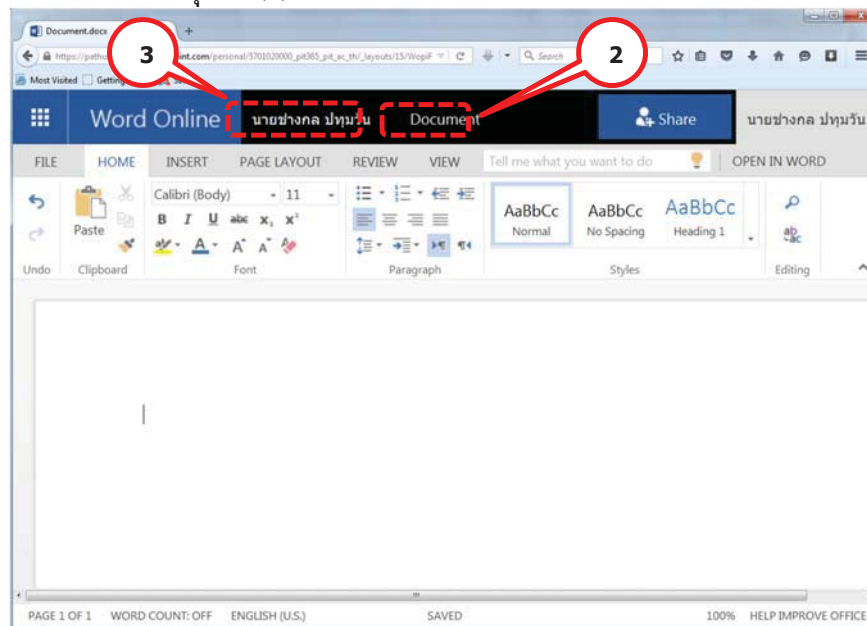 Document.docx
+
3
2
https://pathu int.com/personal/5701020000_pit365_pit_ac_th/_layouts/15/WopiF
Search
Most Visited Getting
Word Online นายช่างกล ปทุมวัน Document Share นายช่างกล ปทุมวัน
FILE HOME INSERT PAGE LAYOUT REVIEW VIEW Tell me what you want to do OPEN IN WORD
Calibri (Body) 11
Paste
B I U abc x₂ x²
A A A
AaBbCc AaBbCc AaBbCc
Normal No Spacing Heading 1
Undo Clipboard Font Paragraph Styles Editing
PAGE 1 OF 1 WORD COUNT: OFF ENGLISH (U.S.) SAVED 100% HELP IMPROVE OFFICE